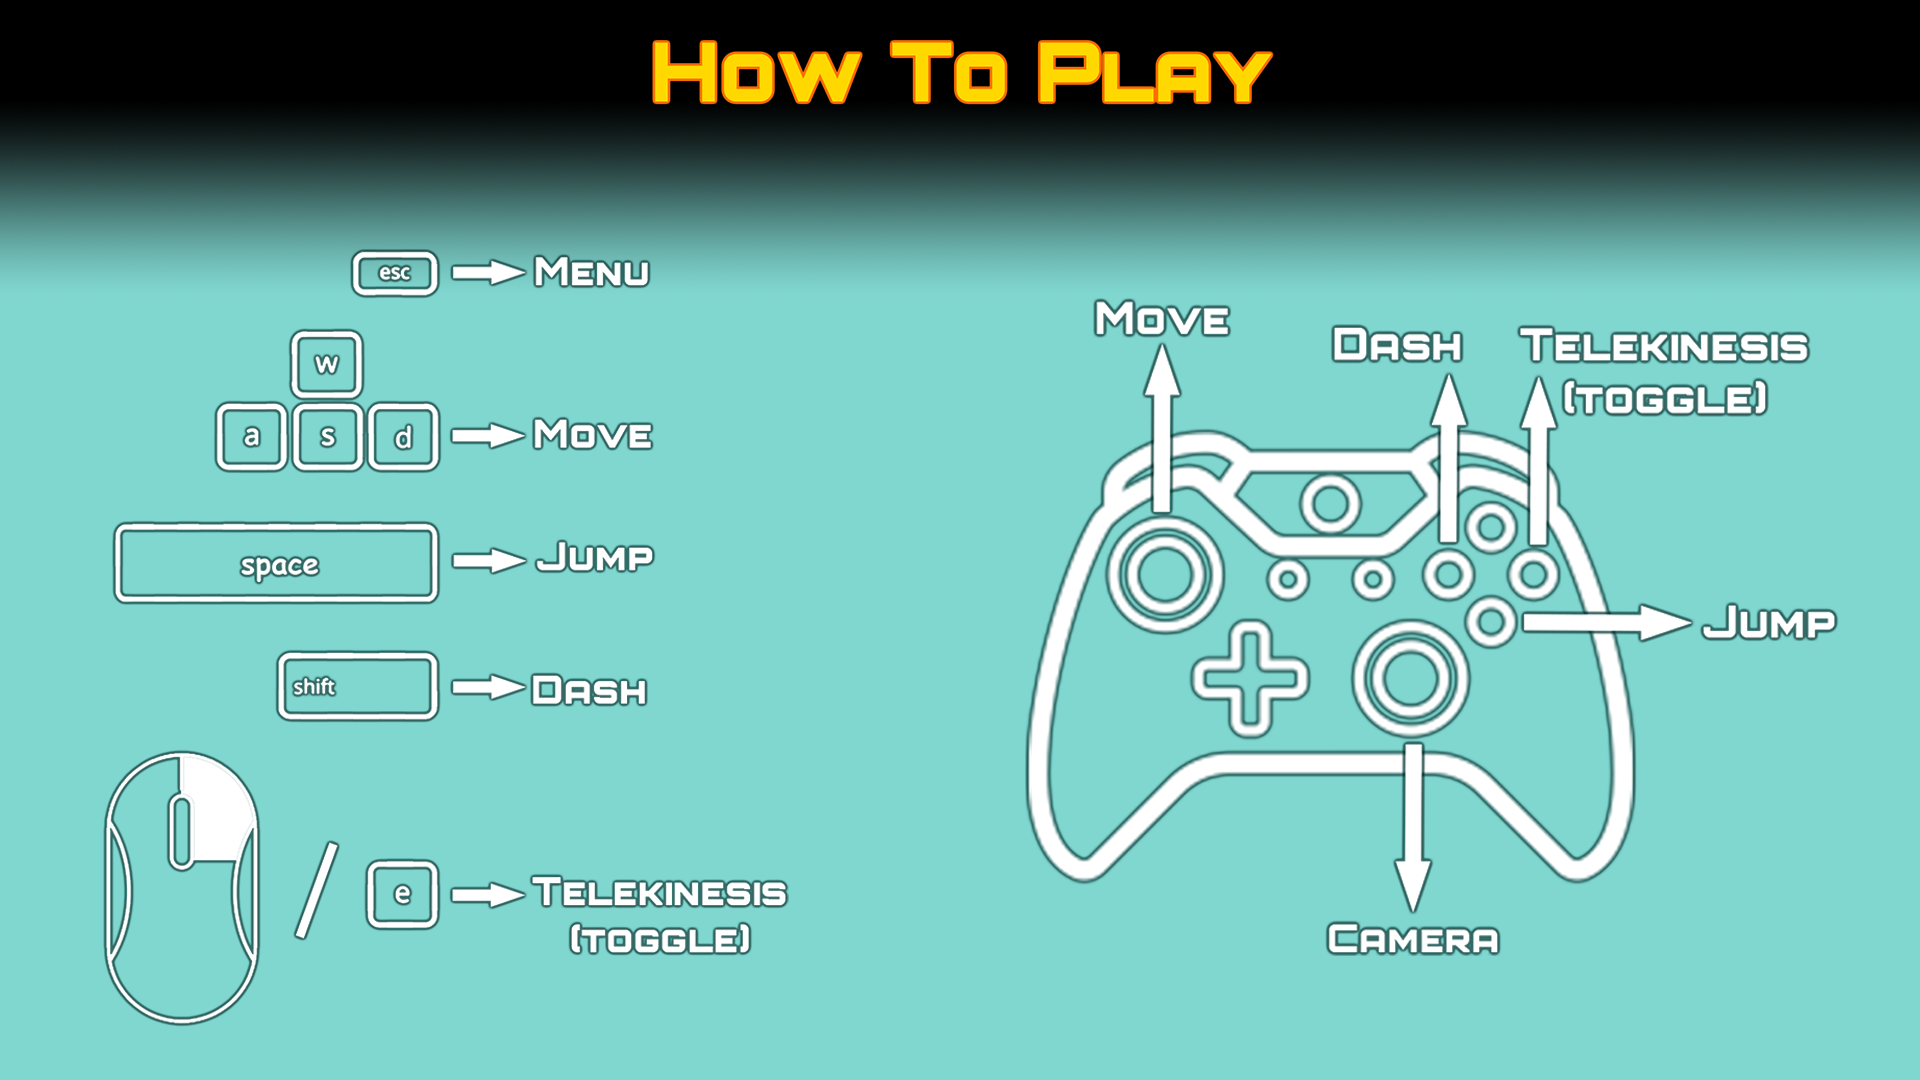 How To Play
esc Menu
w
a s d Move
space Jump
shift Dash
e Telekinesis
(toggle)
Move
Dash
Telekinesis
(toggle)
Jump
Camera